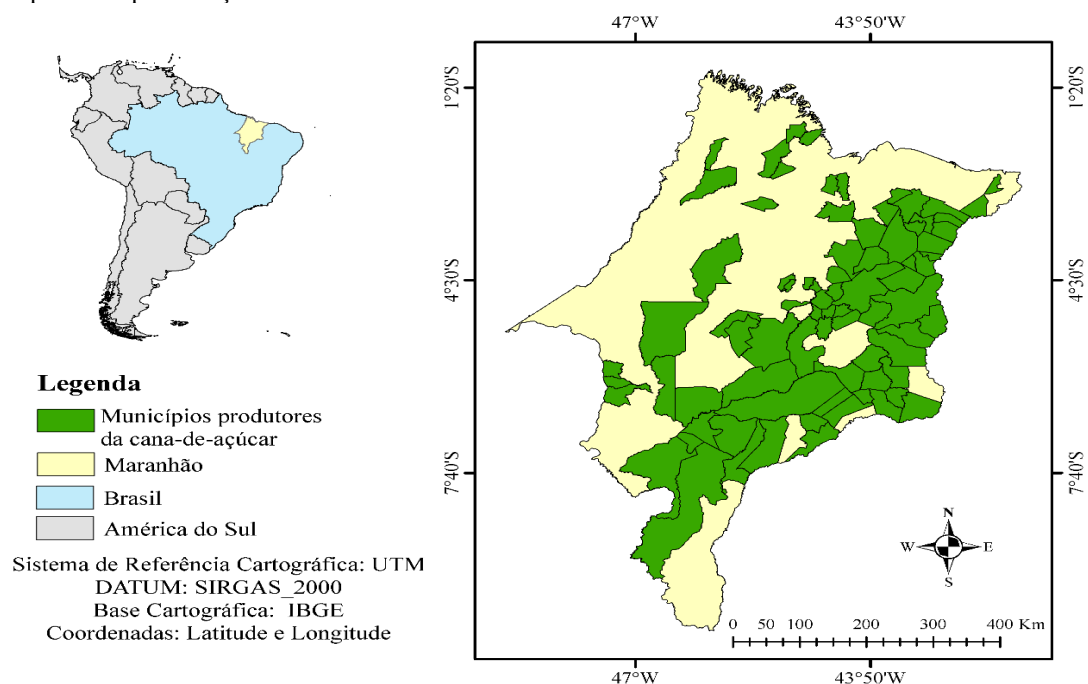 47°W 43°50'W
1°20'S 1°20'S
4°30'S 4°30'S
7°40'S 7°40'S
Legenda
Municípios produtores
da cana-de-açúcar
Maranhão
Brasil
América do Sul
Sistema de Referência Cartográfica: UTM
DATUM: SIRGAS_2000
Base Cartográfica: IBGE
Coordenadas: Latitude e Longitude
N
W E
S
0 50 100 200 300 400 Km
47°W 43°50'W